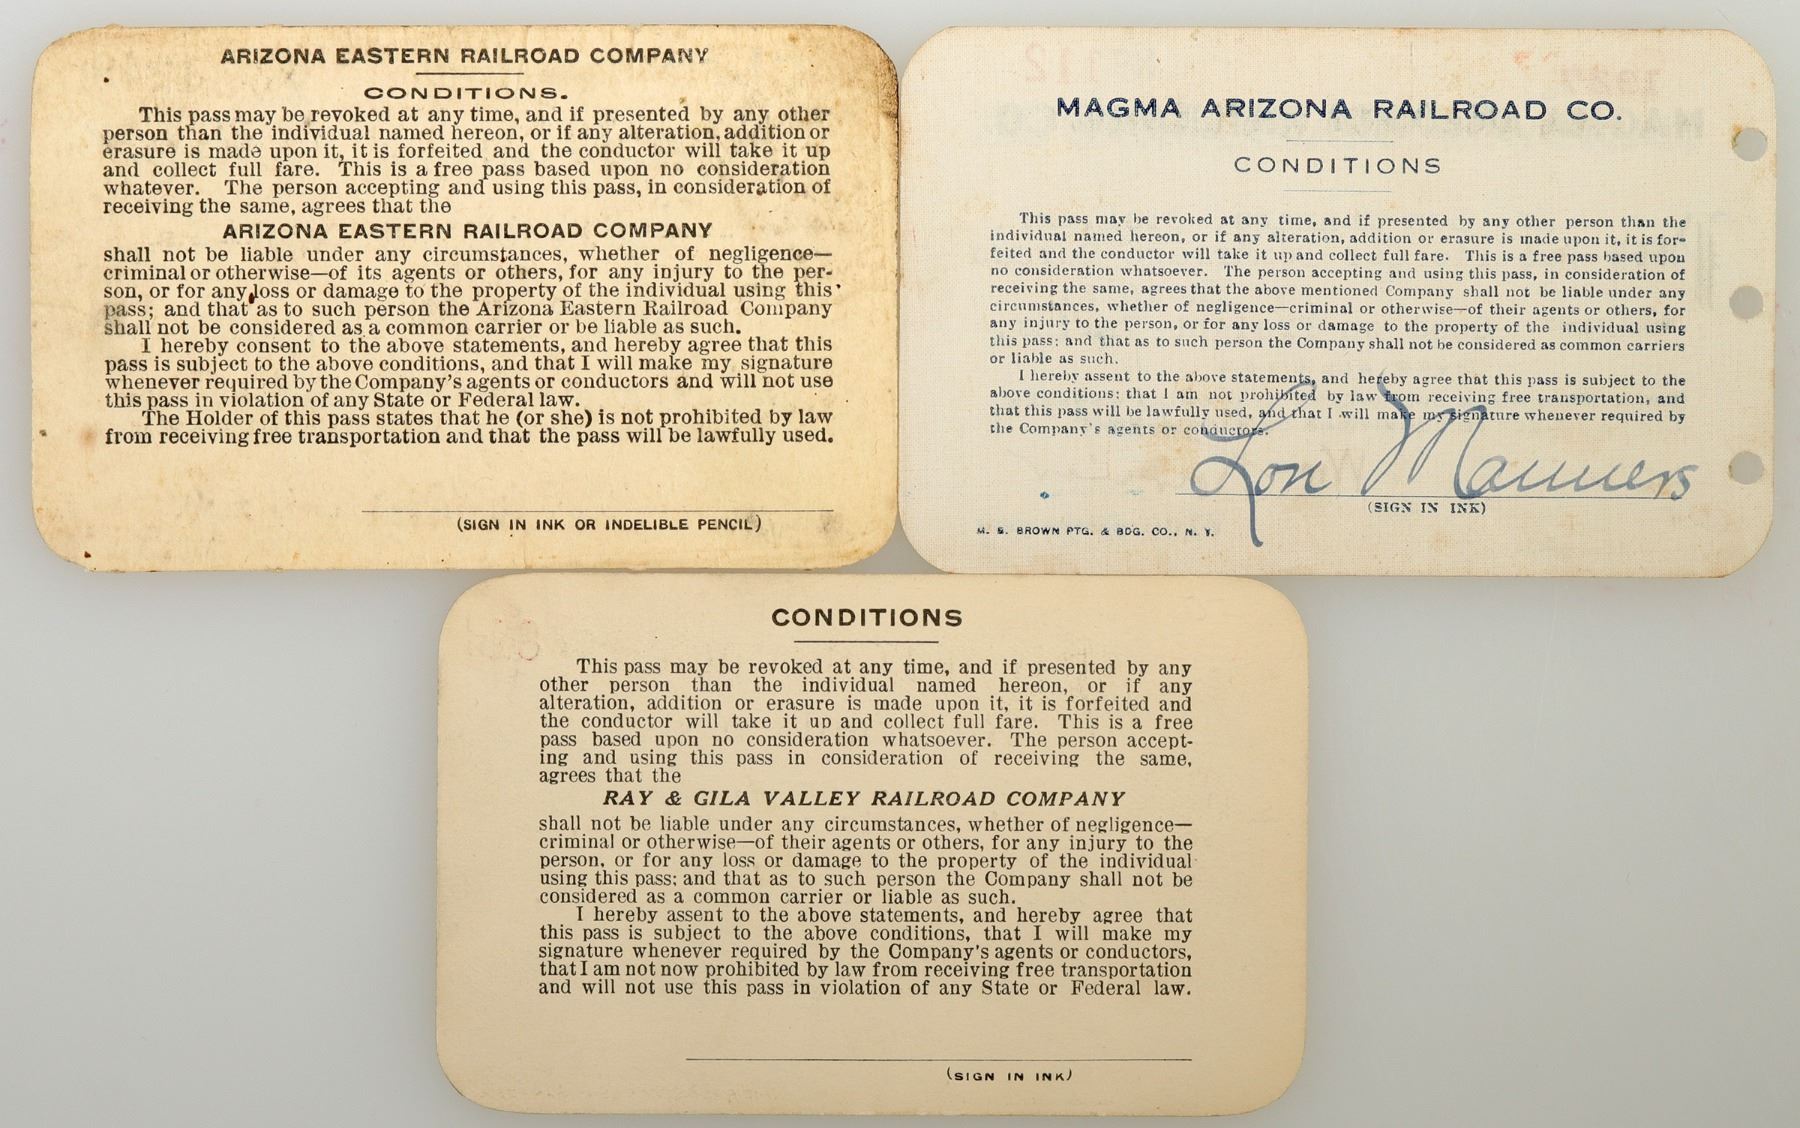 ARIZONA EASTERN RAILROAD COMPANY
CONDITIONS.
This pass may be revoked at any time, and if presented by any other
person than the individual named hereon, or if any alteration, addition or
erasure is made upon it, it is forfeited and the conductor will take it up
and collect full fare. This is a free pass based upon no consideration
whatever. The person accepting and using this pass, in consideration of
receiving the same, agrees that the
ARIZONA EASTERN RAILROAD COMPANY
shall not be liable under any circumstances, whether of negligence—
criminal or otherwise—of its agents or others, for any injury to the per-
son, or for any loss or damage to the property of the individual using this
pass; and that as to such person the Arizona Eastern Railroad Company
shall not be considered as a common carrier or be liable as such.
I hereby consent to the above statements, and hereby agree that this
pass is subject to the above conditions, and that I will make my signature
whenever required by the Company's agents or conductors and will not use
this pass in violation of any State or Federal law.
The Holder of this pass states that he (or she) is not prohibited by law
from receiving free transportation and that the pass will be lawfully used.
(SIGN IN INK OR INDELIBLE PENCIL)
MAGMA ARIZONA RAILROAD CO.
CONDITIONS
This pass may be revoked at any time, and if presented by any other person than the
individual named hereon, or if any alteration, addition or erasure is made upon it, it is for-
feited and the conductor will take it up and collect full fare. This is a free pass based upon
no consideration whatsoever. The person accepting and using this pass, in consideration of
receiving the same, agrees that the above mentioned Company shall not be liable under any
circumstances, whether of negligence—criminal or otherwise—of their agents or others, for
any injury to the person, or for any loss or damage to the property of the individual using
this pass; and that as to such person the Company shall not be considered as common carriers
or liable as such.
I hereby assent to the above statements, and hereby agree that this pass is subject to the
above conditions; that I am not prohibited by law from receiving free transportation, and
that this pass will be lawfully used, and that I will make my signature whenever required by
the Company's agents or conductors.
Lon Manners
(SIGN IN INK)
M. B. BROWN PTG. & BDG. CO., N. Y.
CONDITIONS
This pass may be revoked at any time, and if presented by any
other person than the individual named hereon, or if any
alteration, addition or erasure is made upon it, it is forfeited and
the conductor will take it up and collect full fare. This is a free
pass based upon no consideration whatsoever. The person accept-
ing and using this pass in consideration of receiving the same,
agrees that the
RAY & GILA VALLEY RAILROAD COMPANY
shall not be liable under any circumstances, whether of negligence—
criminal or otherwise—of their agents or others, for any injury to the
person, or for any loss or damage to the property of the individual
using this pass; and that as to such person the Company shall not be
considered as a common carrier or liable as such.
I hereby assent to the above statements, and hereby agree that
this pass is subject to the above conditions, that I will make my
signature whenever required by the Company's agents or conductors,
that I am not now prohibited by law from receiving free transportation
and will not use this pass in violation of any State or Federal law.
(SIGN IN INK)